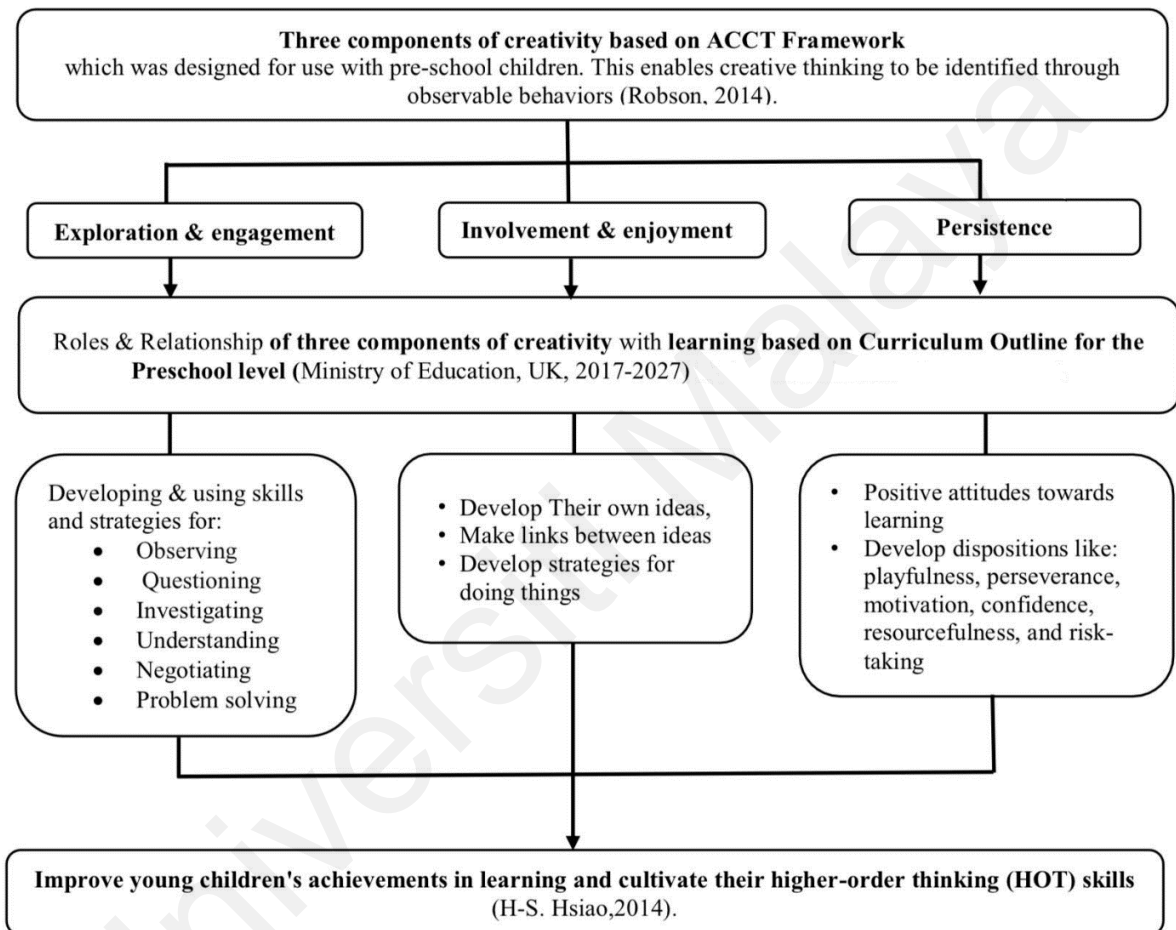 Three components of creativity based on ACCT Framework
which was designed for use with pre-school children. This enables creative thinking to be identified through
observable behaviors (Robson, 2014).
Exploration & engagement
Involvement & enjoyment
Persistence
Roles & Relationship of three components of creativity with learning based on Curriculum Outline for the
Preschool level (Ministry of Education, UK, 2017-2027)
Developing & using skills
and strategies for:
• Observing
• Questioning
• Investigating
• Understanding
• Negotiating
• Problem solving
• Develop Their own ideas,
• Make links between ideas
• Develop strategies for
doing things
• Positive attitudes towards
learning
• Develop dispositions like:
playfulness, perseverance,
motivation, confidence,
resourcefulness, and risk-
taking
Improve young children's achievements in learning and cultivate their higher-order thinking (HOT) skills
(H-S. Hsiao,2014).
Universiti Malaya